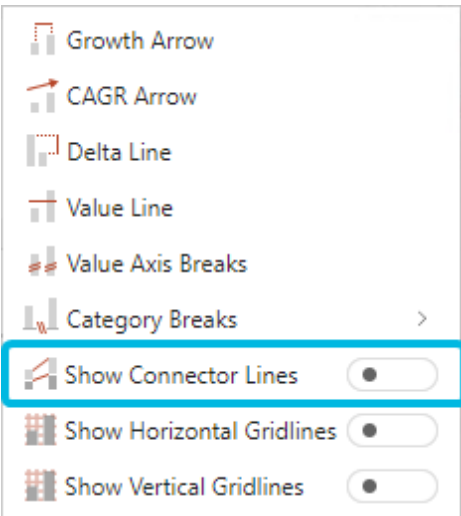 Growth Arrow
CAGR Arrow
Delta Line
Value Line
Value Axis Breaks
Category Breaks
Show Connector Lines
Show Horizontal Gridlines
Show Vertical Gridlines